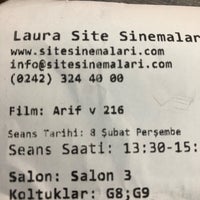 Laura Site Sinemalar
www.sitesinemalari.com
info@sitesinemalari.com
(0242) 324 40 00
Film: Arif v 216
Seans Tarihi: 8 Şubat Perşembe
Seans Saati: 13:30-15:
Salon: Salon 3
Koltuklar: G8;G9